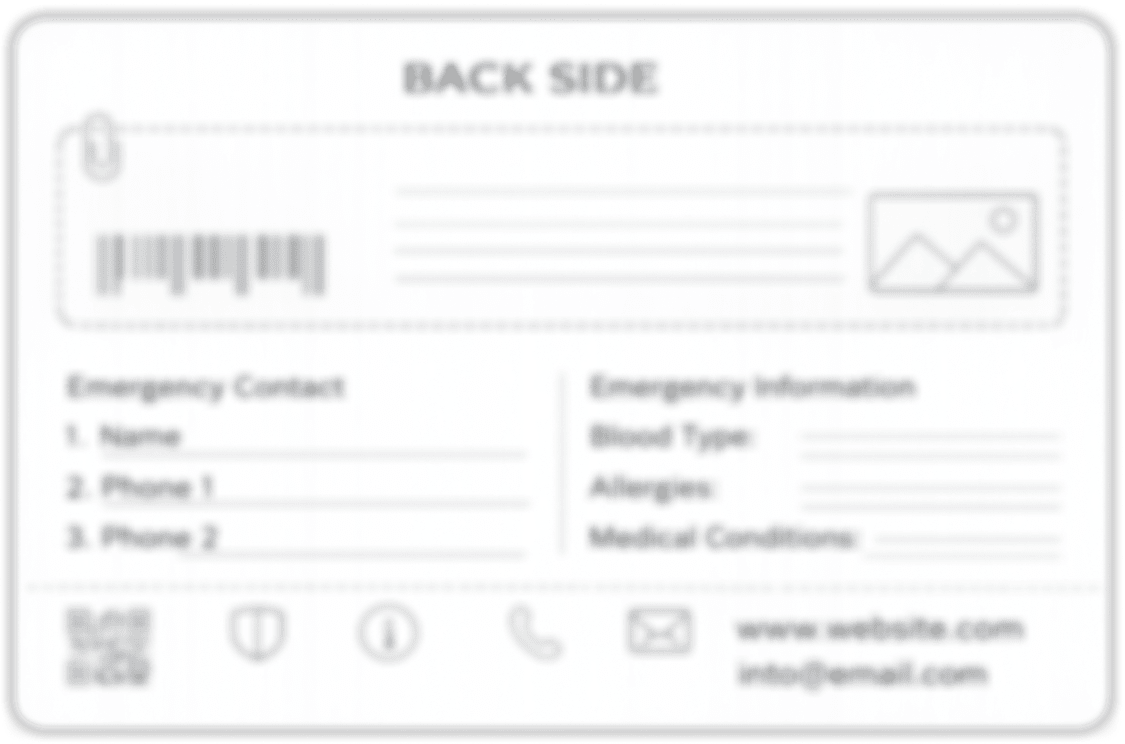 BACK SIDE
Emergency Contact
1. Name
2. Phone 1
3. Phone 2
Emergency Information
Blood Type:
Allergies:
Medical Conditions:
www.website.com
into@email.com